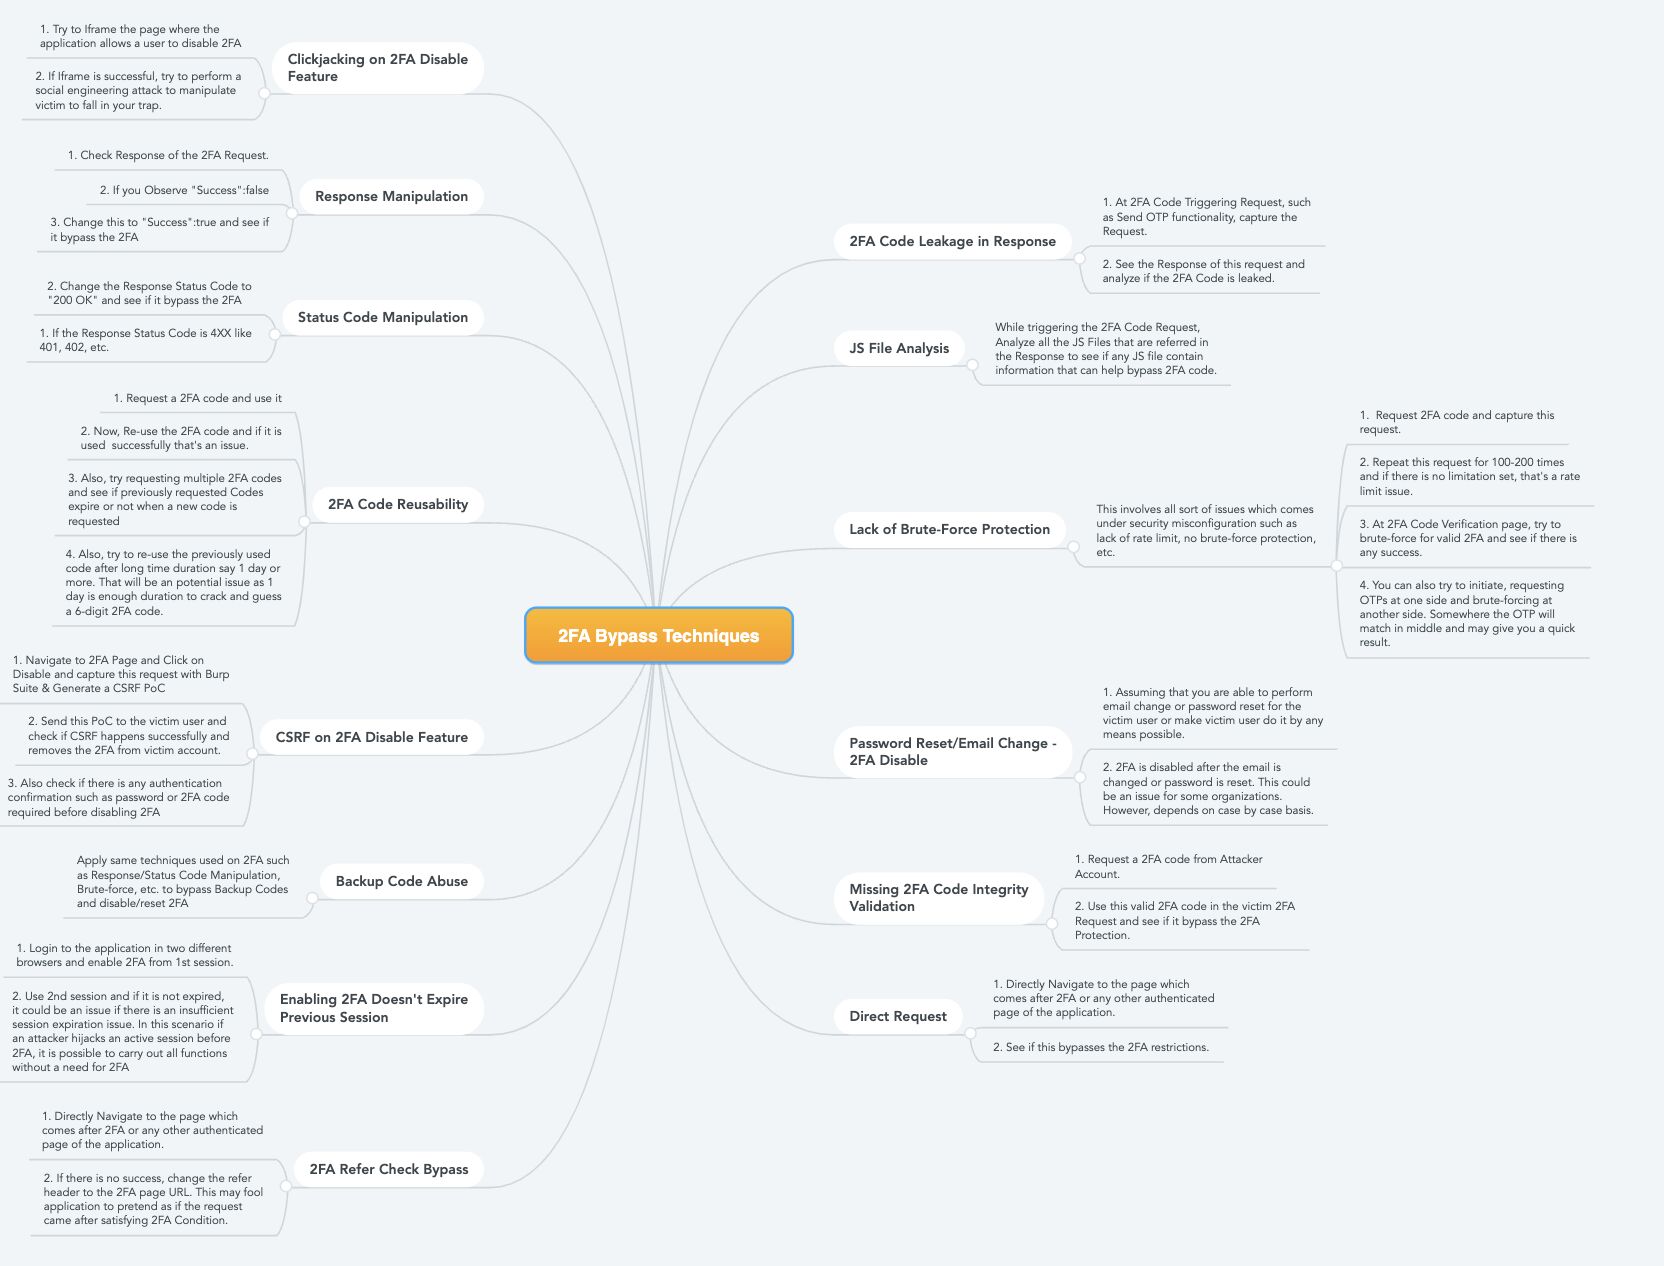 2FA Bypass Techniques
Clickjacking on 2FA Disable
Feature
1. Try to Iframe the page where the
application allows a user to disable 2FA
2. If Iframe is successful, try to perform a
social engineering attack to manipulate
victim to fall in your trap.
Response Manipulation
1. Check Response of the 2FA Request.
2. If you Observe "Success":false
3. Change this to "Success":true and see if
it bypass the 2FA
Status Code Manipulation
2. Change the Response Status Code to
"200 OK" and see if it bypass the 2FA
1. If the Response Status Code is 4XX like
401, 402, etc.
2FA Code Reusability
1. Request a 2FA code and use it
2. Now, Re-use the 2FA code and if it is
used  successfully that's an issue.
3. Also, try requesting multiple 2FA codes
and see if previously requested Codes
expire or not when a new code is
requested
4. Also, try to re-use the previously used
code after long time duration say 1 day or
more. That will be an potential issue as 1
day is enough duration to crack and guess
a 6-digit 2FA code.
CSRF on 2FA Disable Feature
1. Navigate to 2FA Page and Click on
Disable and capture this request with Burp
Suite & Generate a CSRF PoC
2. Send this PoC to the victim user and
check if CSRF happens successfully and
removes the 2FA from victim account.
3. Also check if there is any authentication
confirmation such as password or 2FA code
required before disabling 2FA
Backup Code Abuse
Apply same techniques used on 2FA such
as Response/Status Code Manipulation,
Brute-force, etc. to bypass Backup Codes
and disable/reset 2FA
Enabling 2FA Doesn't Expire
Previous Session
1. Login to the application in two different
browsers and enable 2FA from 1st session.
2. Use 2nd session and if it is not expired,
it could be an issue if there is an insufficient
session expiration issue. In this scenario if
an attacker hijacks an active session before
2FA, it is possible to carry out all functions
without a need for 2FA
2FA Refer Check Bypass
1. Directly Navigate to the page which
comes after 2FA or any other authenticated
page of the application.
2. If there is no success, change the refer
header to the 2FA page URL. This may fool
application to pretend as if the request
came after satisfying 2FA Condition.
2FA Code Leakage in Response
1. At 2FA Code Triggering Request, such
as Send OTP functionality, capture the
Request.
2. See the Response of this request and
analyze if the 2FA Code is leaked.
JS File Analysis
While triggering the 2FA Code Request,
Analyze all the JS Files that are referred in
the Response to see if any JS file contain
information that can help bypass 2FA code.
Lack of Brute-Force Protection
This involves all sort of issues which comes
under security misconfiguration such as
lack of rate limit, no brute-force protection,
etc.
1.  Request 2FA code and capture this
request.
2. Repeat this request for 100-200 times
and if there is no limitation set, that's a rate
limit issue.
3. At 2FA Code Verification page, try to
brute-force for valid 2FA and see if there is
any success.
4. You can also try to initiate, requesting
OTPs at one side and brute-forcing at
another side. Somewhere the OTP will
match in middle and may give you a quick
result.
Password Reset/Email Change -
2FA Disable
1. Assuming that you are able to perform
email change or password reset for the
victim user or make victim user do it by any
means possible.
2. 2FA is disabled after the email is
changed or password is reset. This could
be an issue for some organizations.
However, depends on case by case basis.
Missing 2FA Code Integrity
Validation
1. Request a 2FA code from Attacker
Account.
2. Use this valid 2FA code in the victim 2FA
Request and see if it bypass the 2FA
Protection.
Direct Request
1. Directly Navigate to the page which
comes after 2FA or any other authenticated
page of the application.
2. See if this bypasses the 2FA restrictions.